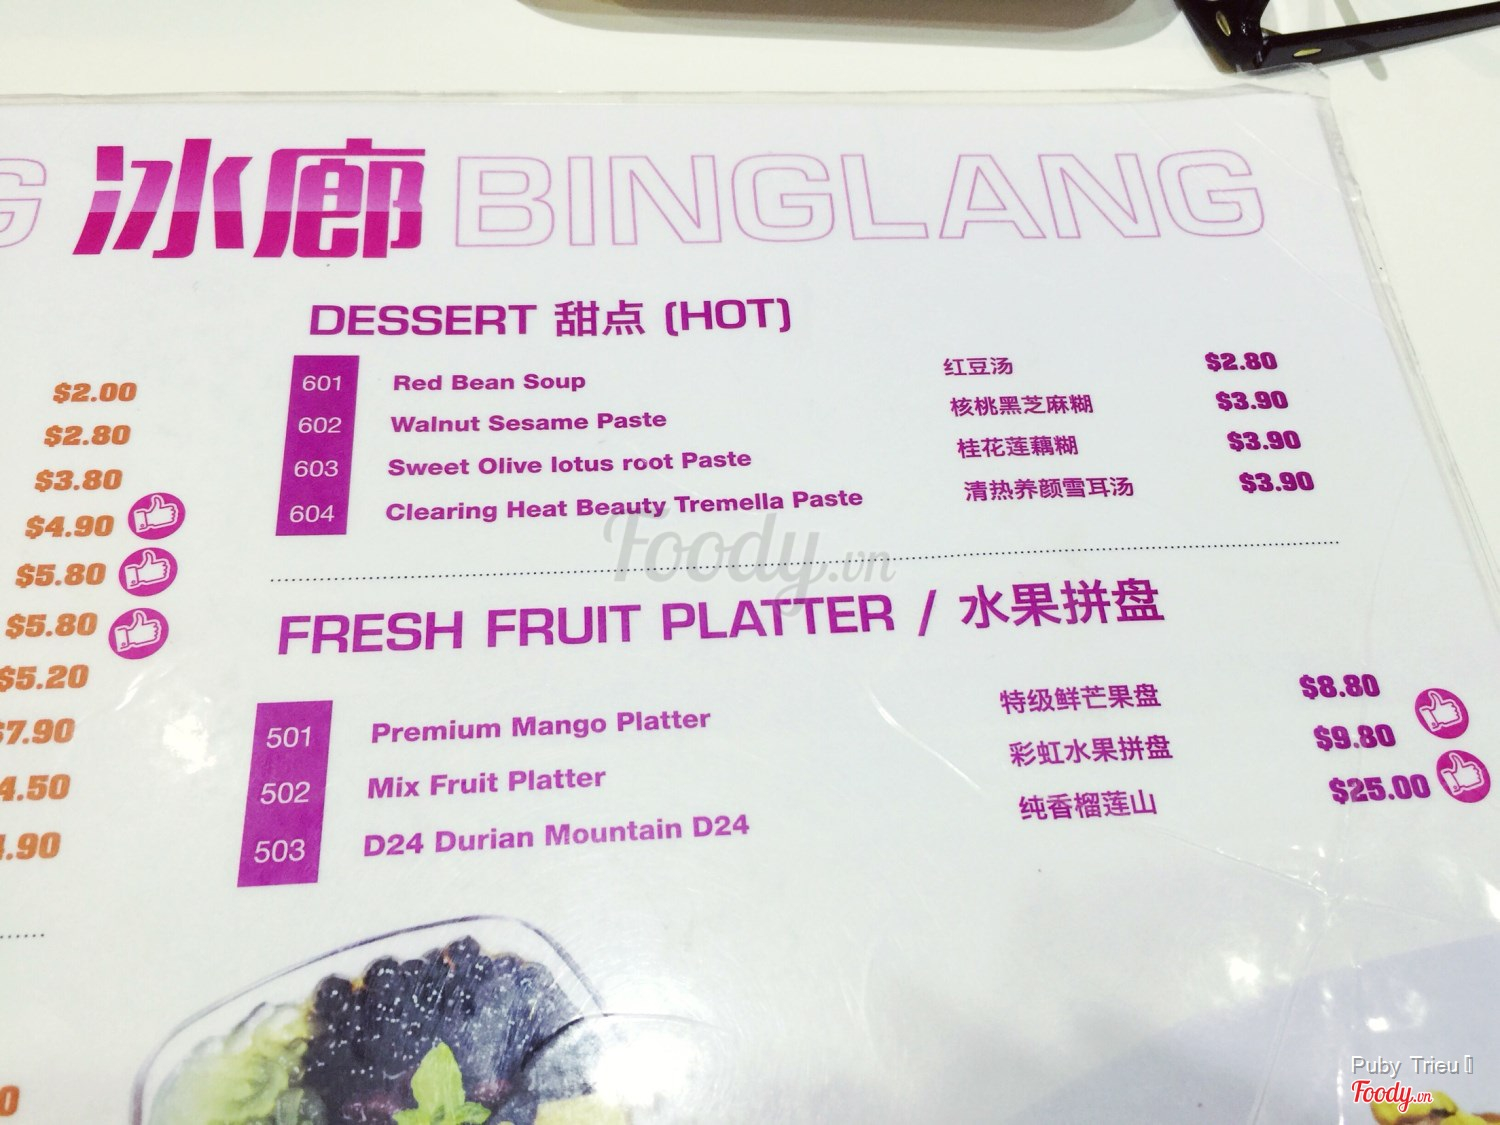 冰廊 BINGLANG
DESSERT 甜点 (HOT)
601 Red Bean Soup 红豆汤 $2.80
602 Walnut Sesame Paste 核桃黑芝麻糊 $3.90
603 Sweet Olive lotus root Paste 桂花莲藕糊 $3.90
604 Clearing Heat Beauty Tremella Paste 清热养颜雪耳汤 $3.90
FRESH FRUIT PLATTER / 水果拼盘
501 Premium Mango Platter 特级鲜芒果盘 $8.80
502 Mix Fruit Platter 彩虹水果拼盘 $9.80
503 D24 Durian Mountain D24 纯香榴莲山 $25.00
$2.00
$2.80
$3.80
$4.90
$5.80
$5.80
$5.20
$7.90
4.50
.90
Foody.vn
Puby Trieu
Foody.vn